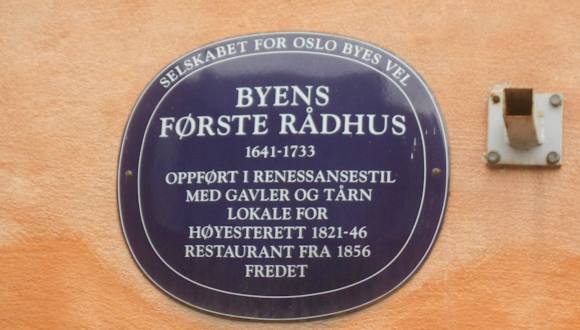 SELSKABET FOR OSLO BYES VEL
BYENS
FØRSTE RÅDHUS
1641-1733
OPPFØRT I RENESSANSESTIL
MED GAVLER OG TÅRN
LOKALE FOR
HØYESTERETT 1821-46
RESTAURANT FRA 1856
FREDET